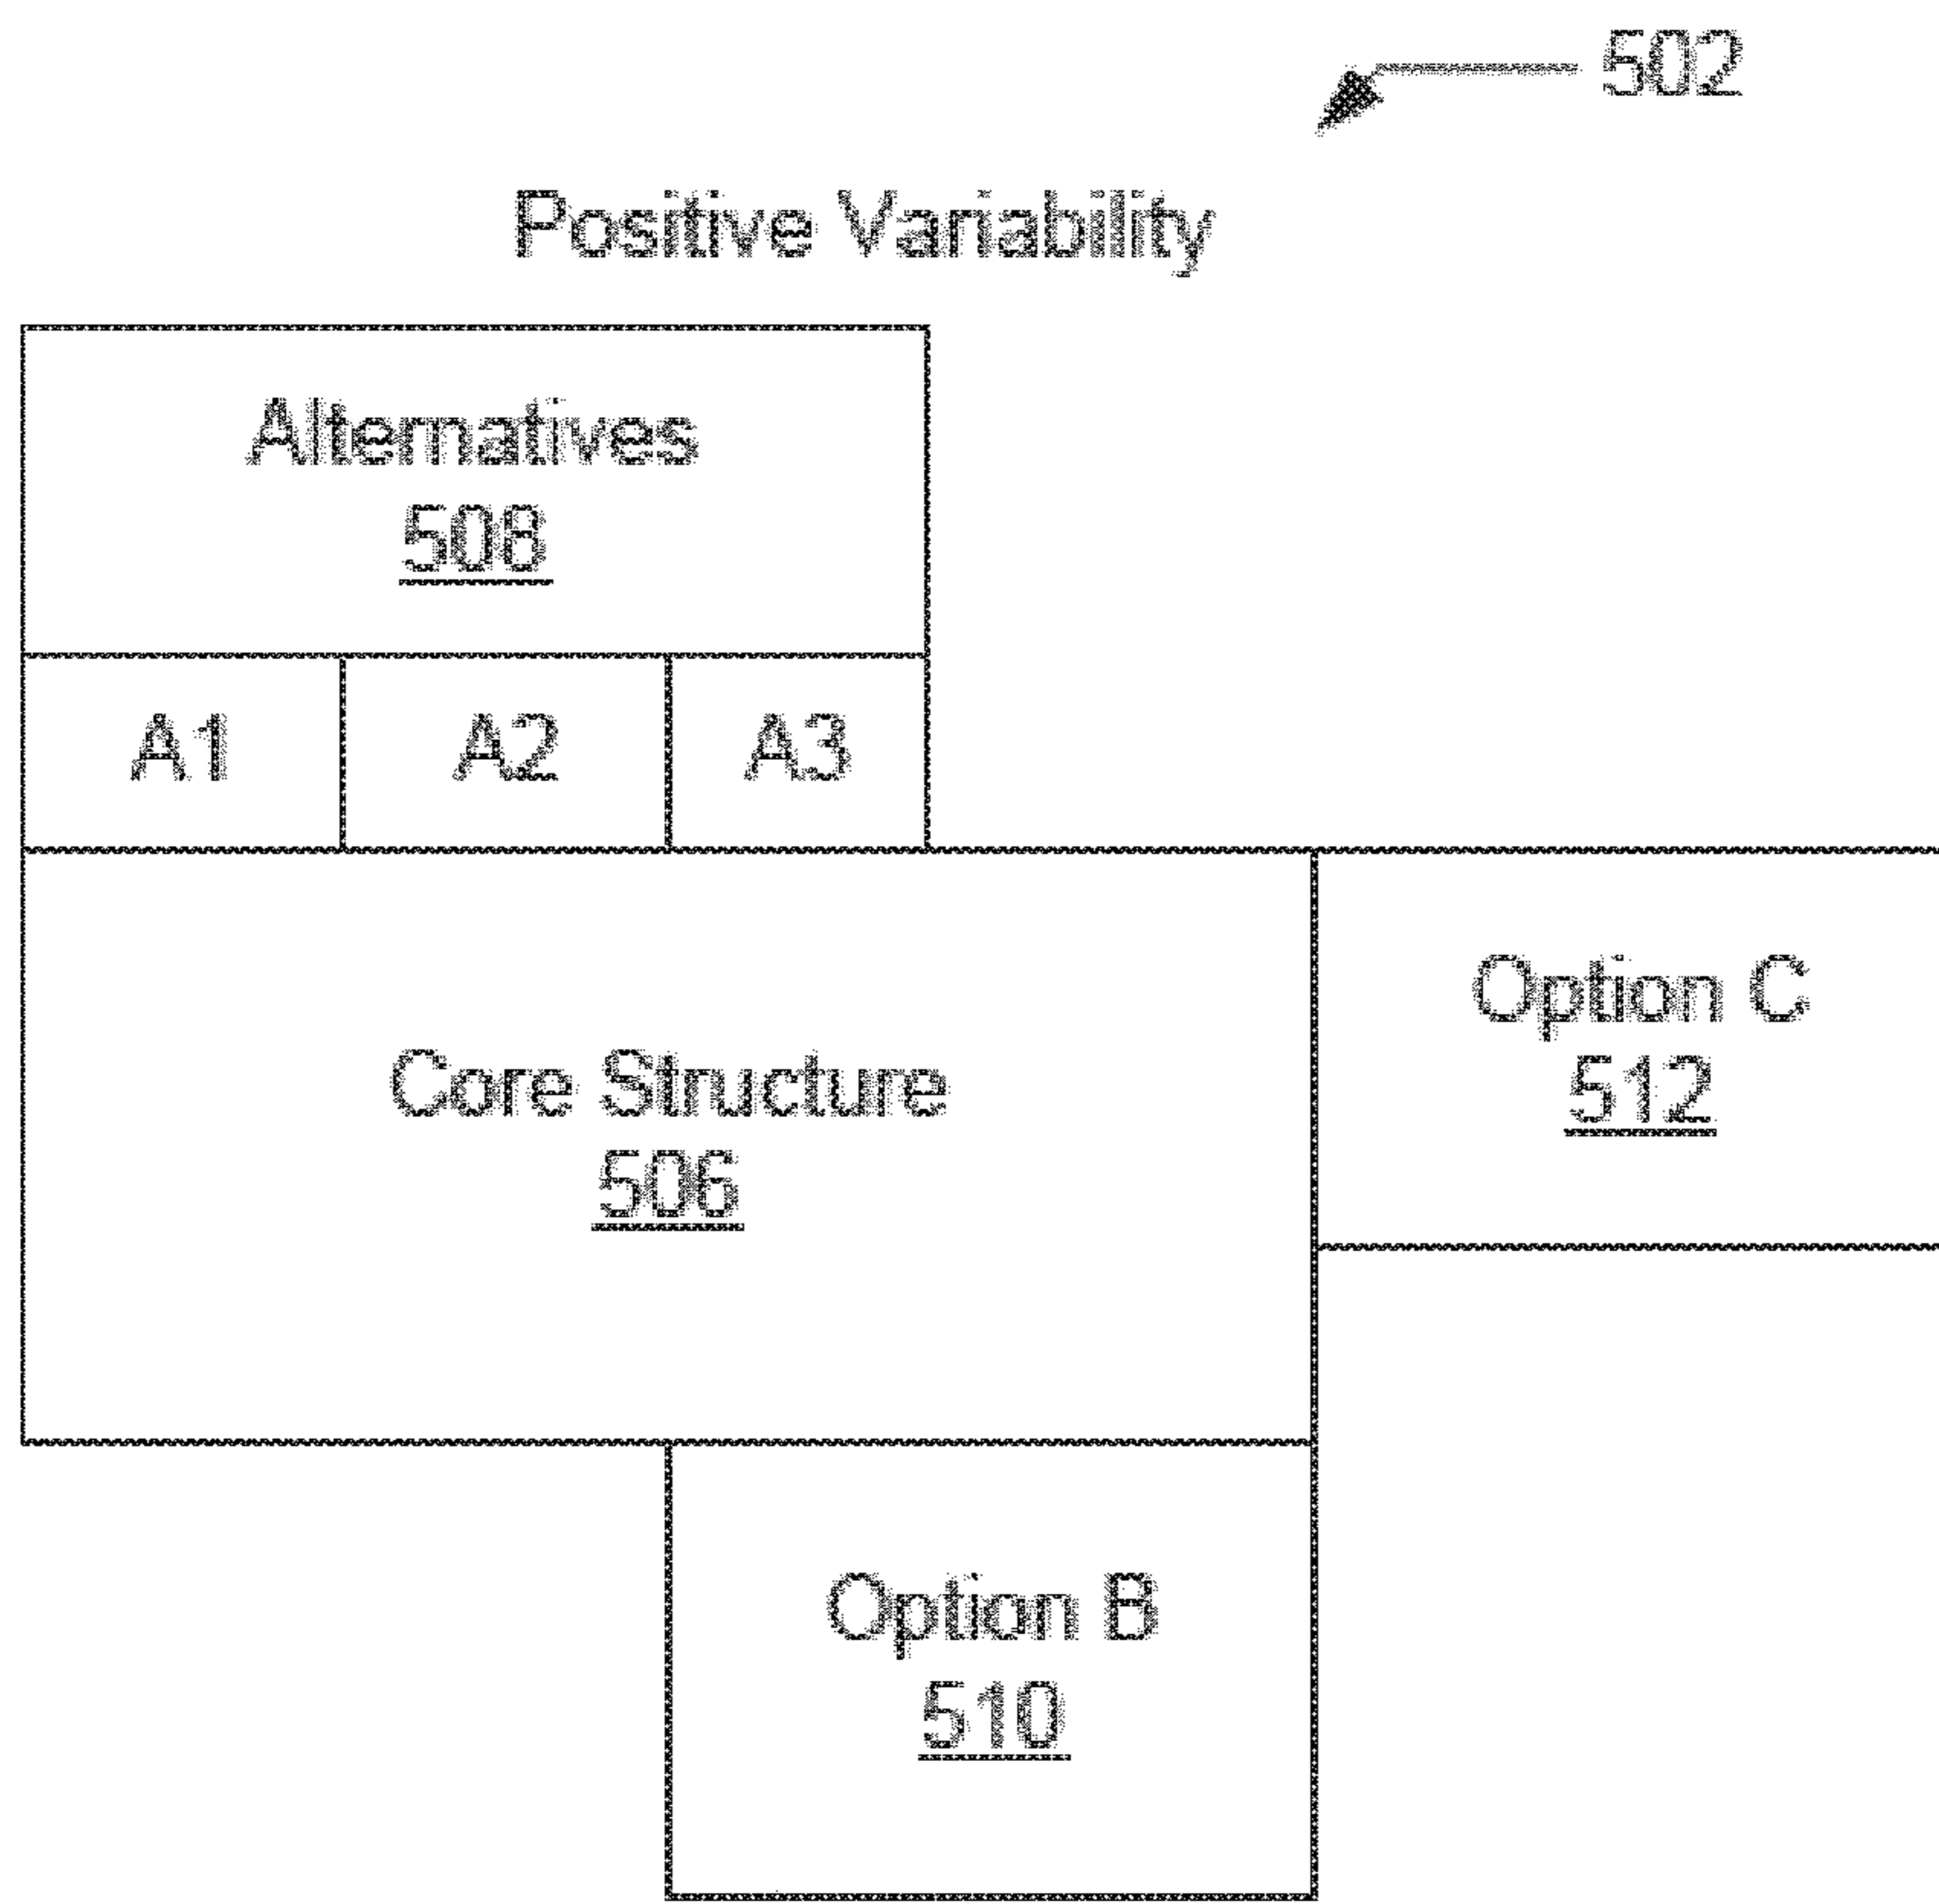 502
Positive Variability
Alternatives
508
A1 A2 A3
Core Structure
506
Option C
512
Option B
510